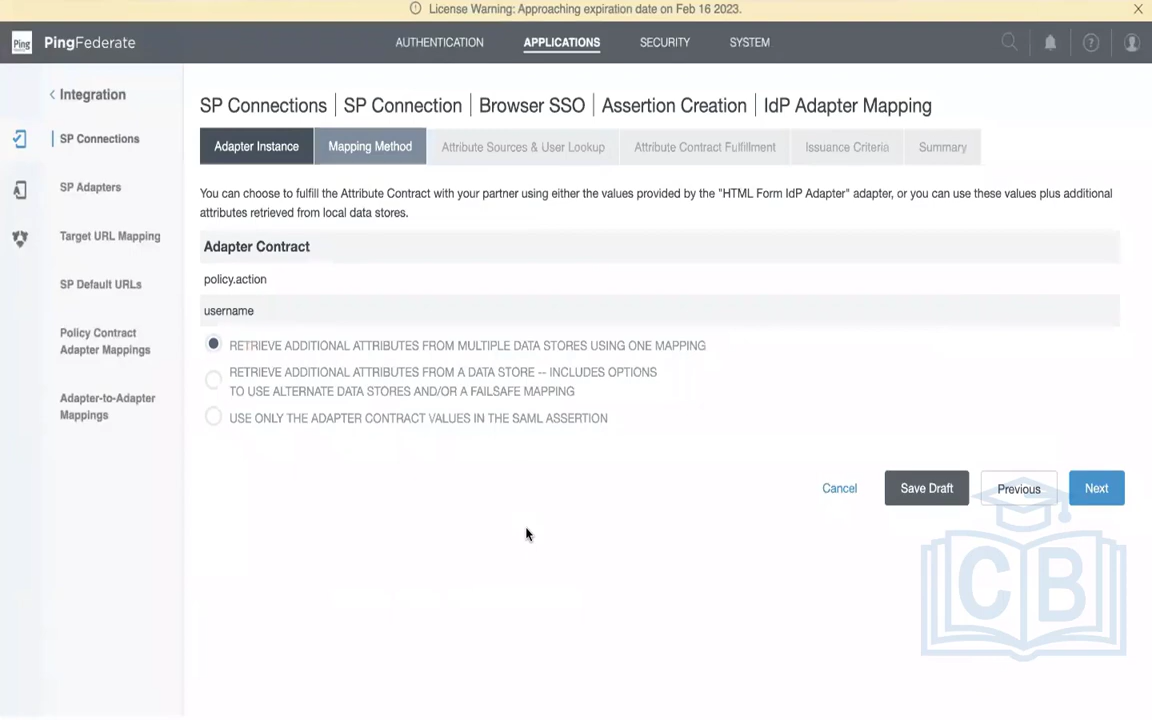 License Warning: Approaching expiration date on Feb 16 2023.
Ping PingFederate
AUTHENTICATION APPLICATIONS SECURITY SYSTEM
Integration
SP Connections
SP Adapters
Target URL Mapping
SP Default URLs
Policy Contract
Adapter Mappings
Adapter-to-Adapter
Mappings
SP Connections | SP Connection | Browser SSO | Assertion Creation | IdP Adapter Mapping
Adapter Instance Mapping Method Attribute Sources & User Lookup Attribute Contract Fulfillment Issuance Criteria Summary
You can choose to fulfill the Attribute Contract with your partner using either the values provided by the "HTML Form IdP Adapter" adapter, or you can use these values plus additional
attributes retrieved from local data stores.
Adapter Contract
policy.action
username
RETRIEVE ADDITIONAL ATTRIBUTES FROM MULTIPLE DATA STORES USING ONE MAPPING
RETRIEVE ADDITIONAL ATTRIBUTES FROM A DATA STORE -- INCLUDES OPTIONS
TO USE ALTERNATE DATA STORES AND/OR A FAILSAFE MAPPING
USE ONLY THE ADAPTER CONTRACT VALUES IN THE SAML ASSERTION
Cancel Save Draft Previous Next
CB